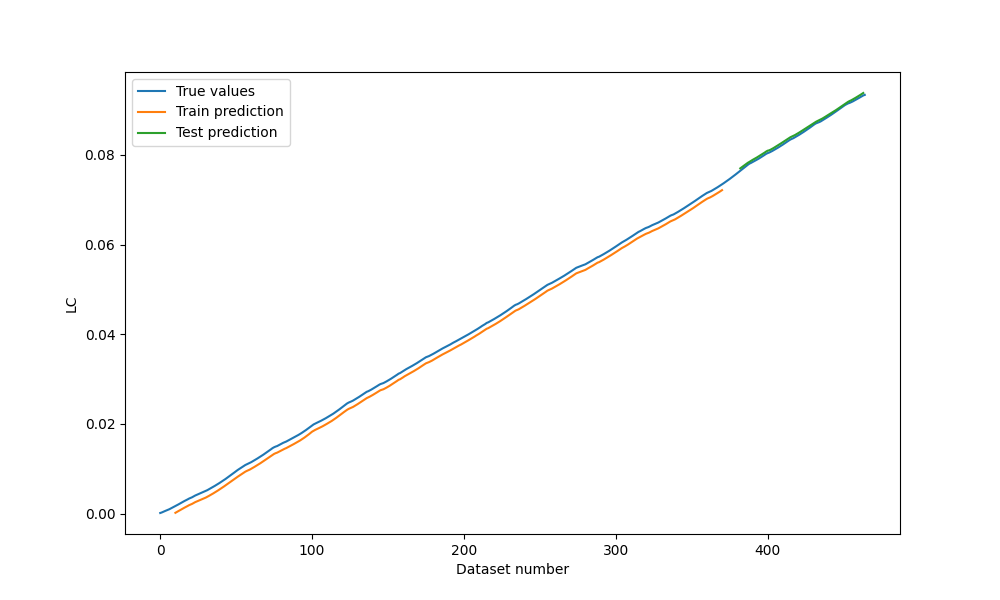 True values
Train prediction
Test prediction
0.08
0.06
0.04
0.02
0.00
LC
0
100
200
300
400
Dataset number